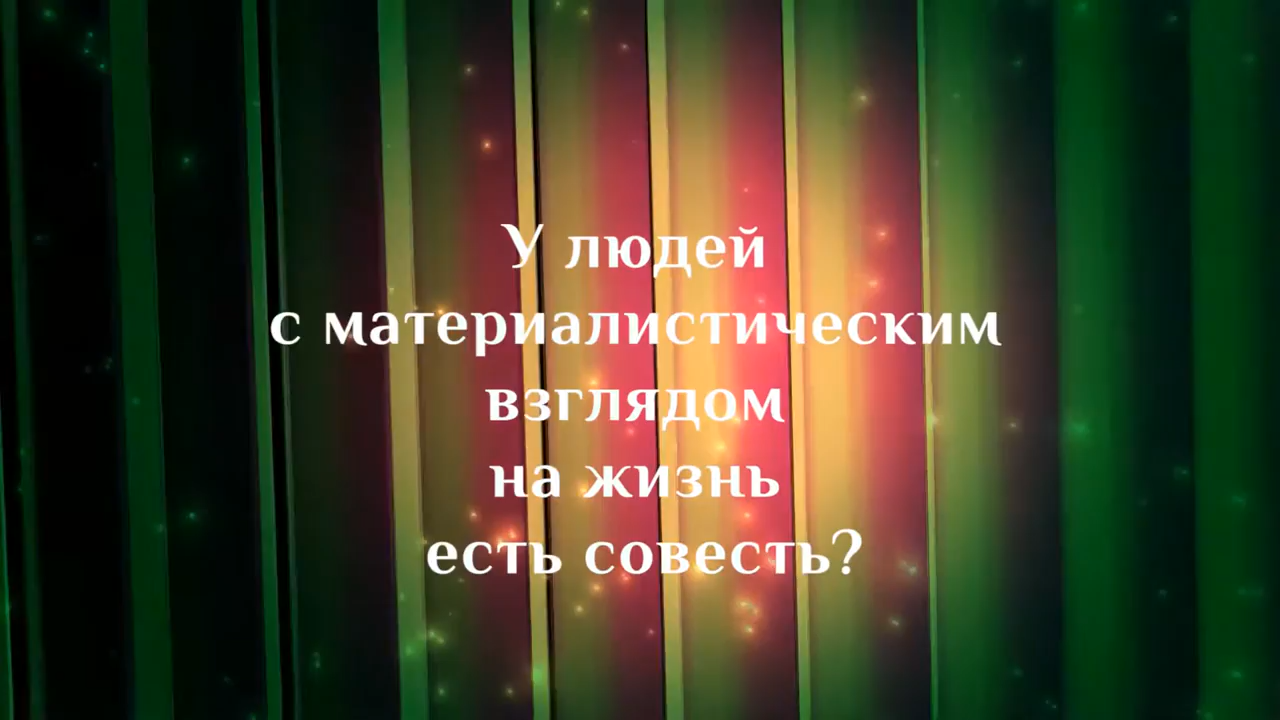 У людей
с материалистическим
взглядом
на жизнь
есть совесть?